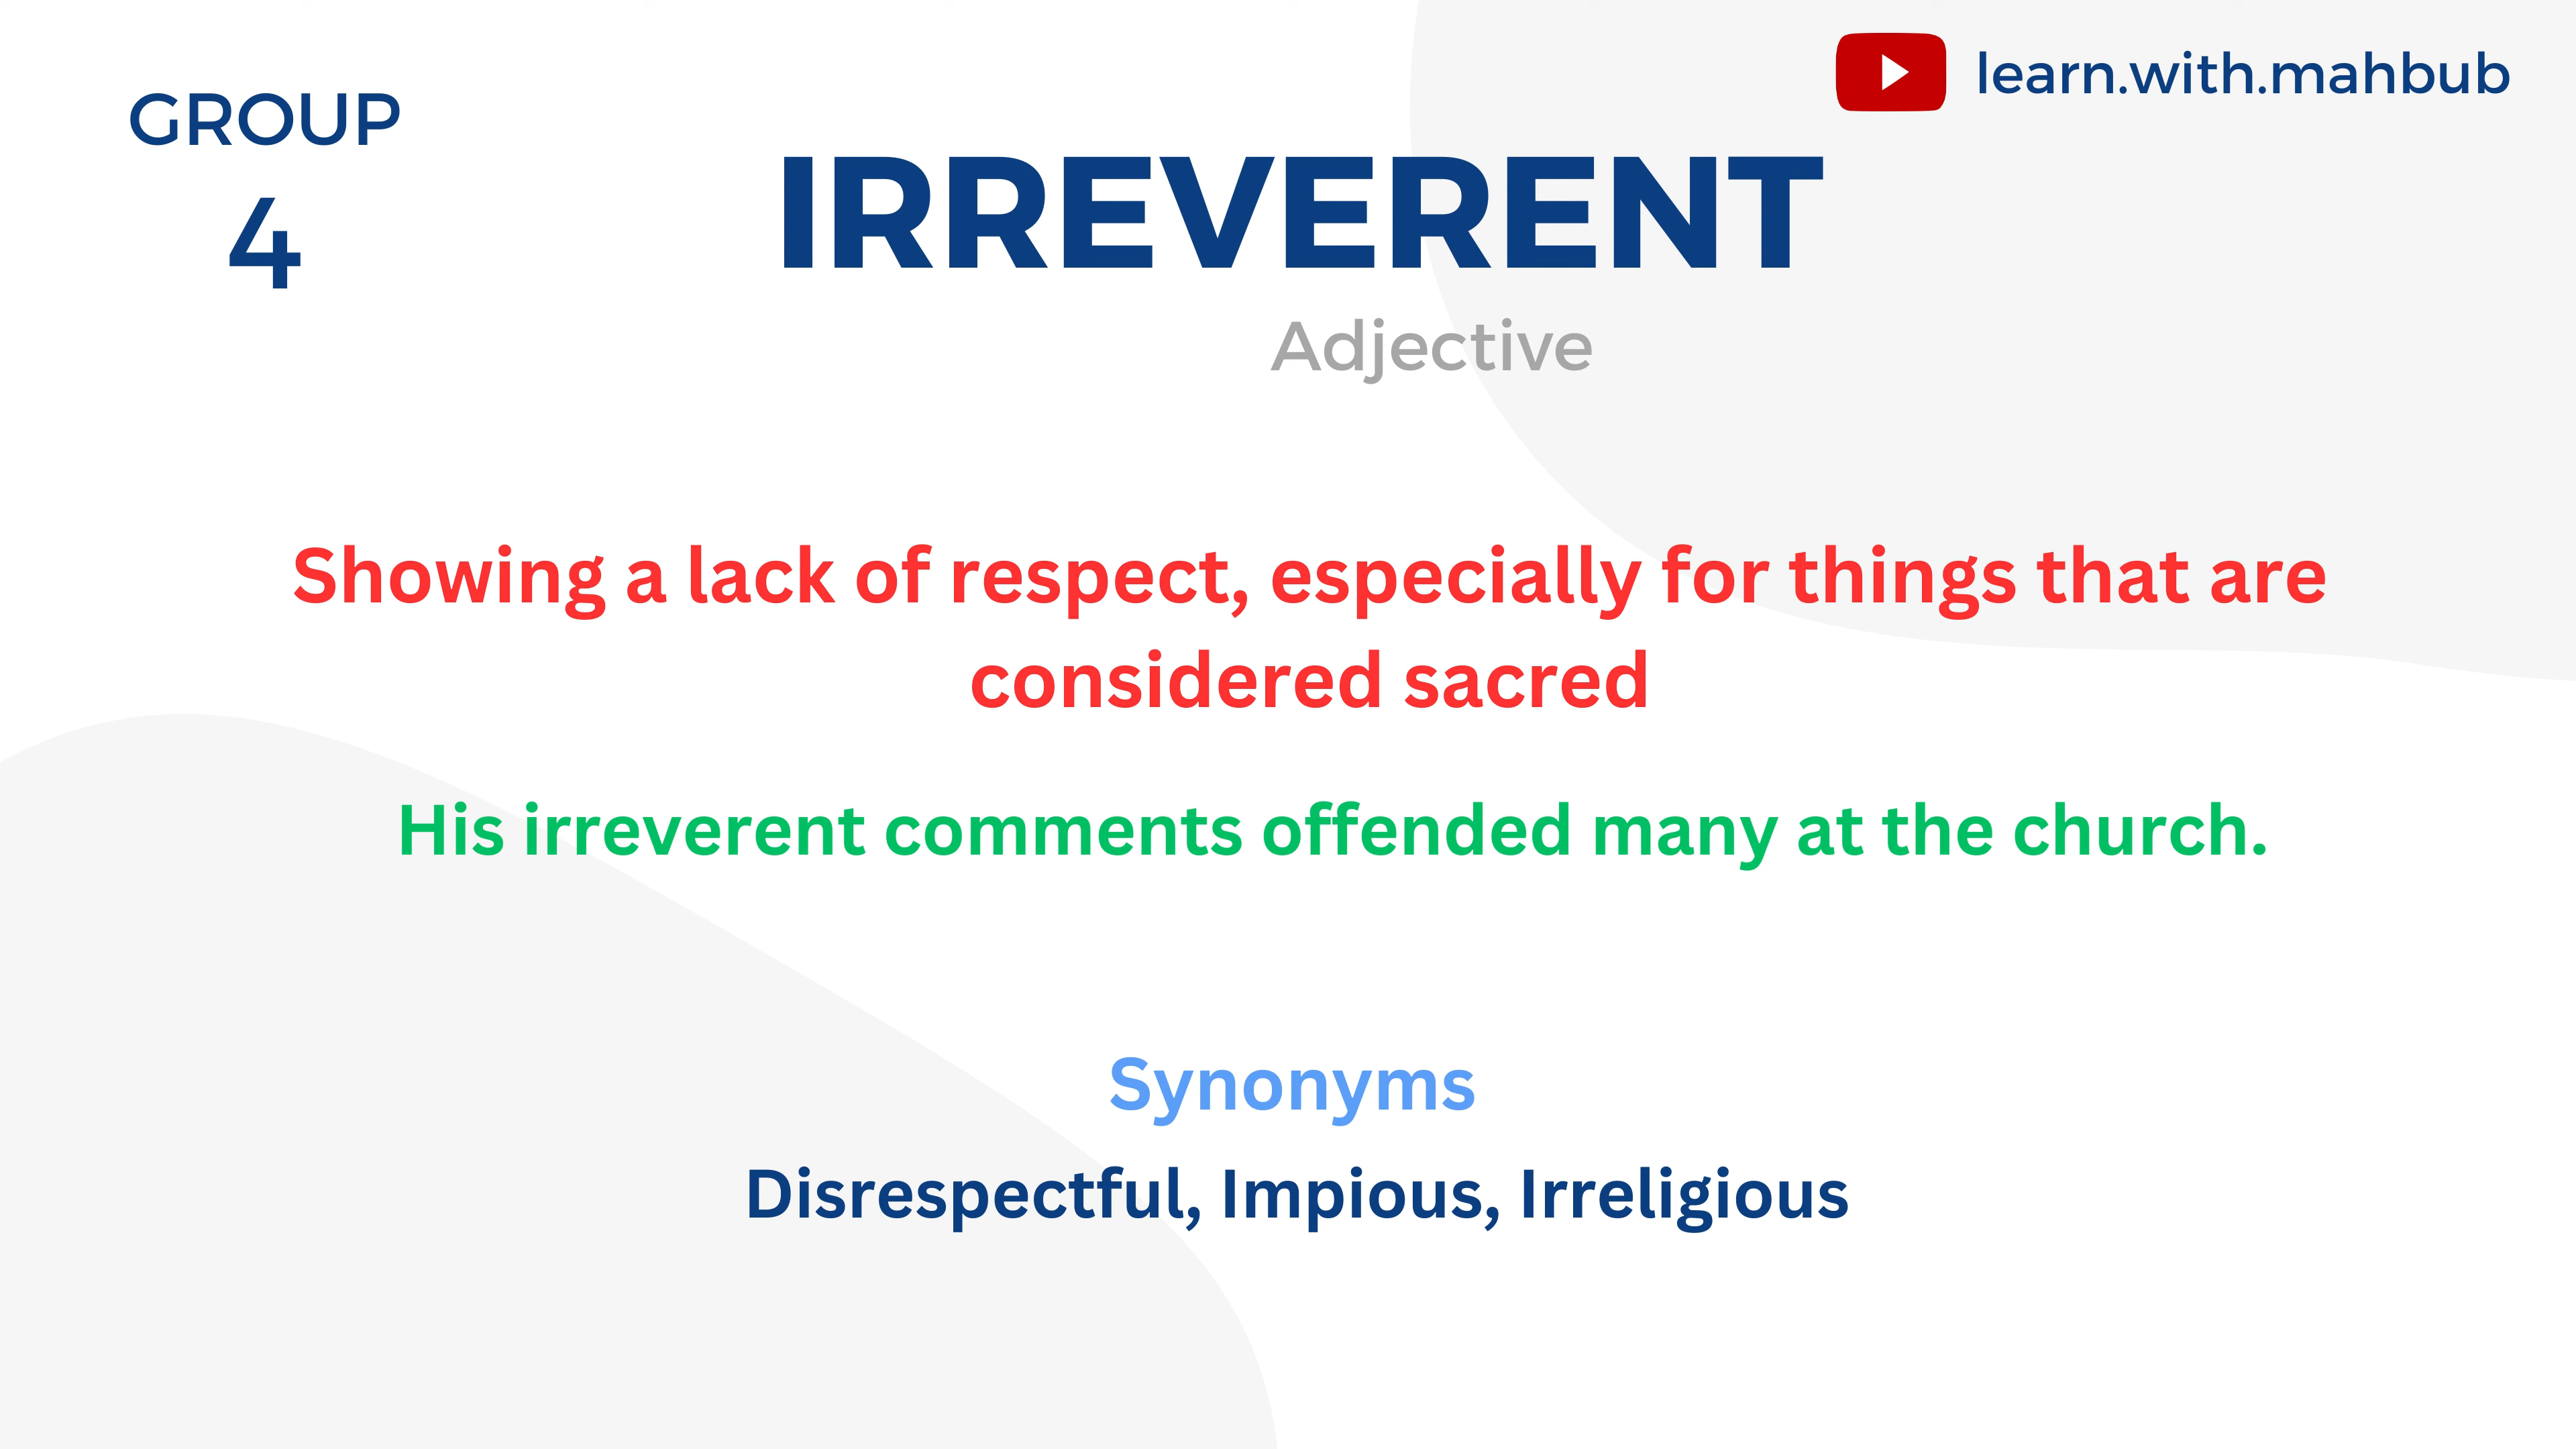 GROUP
4
learn.with.mahbub
IRREVERENT
Adjective
Showing a lack of respect, especially for things that are
considered sacred
His irreverent comments offended many at the church.
Synonyms
Disrespectful, Impious, Irreligious